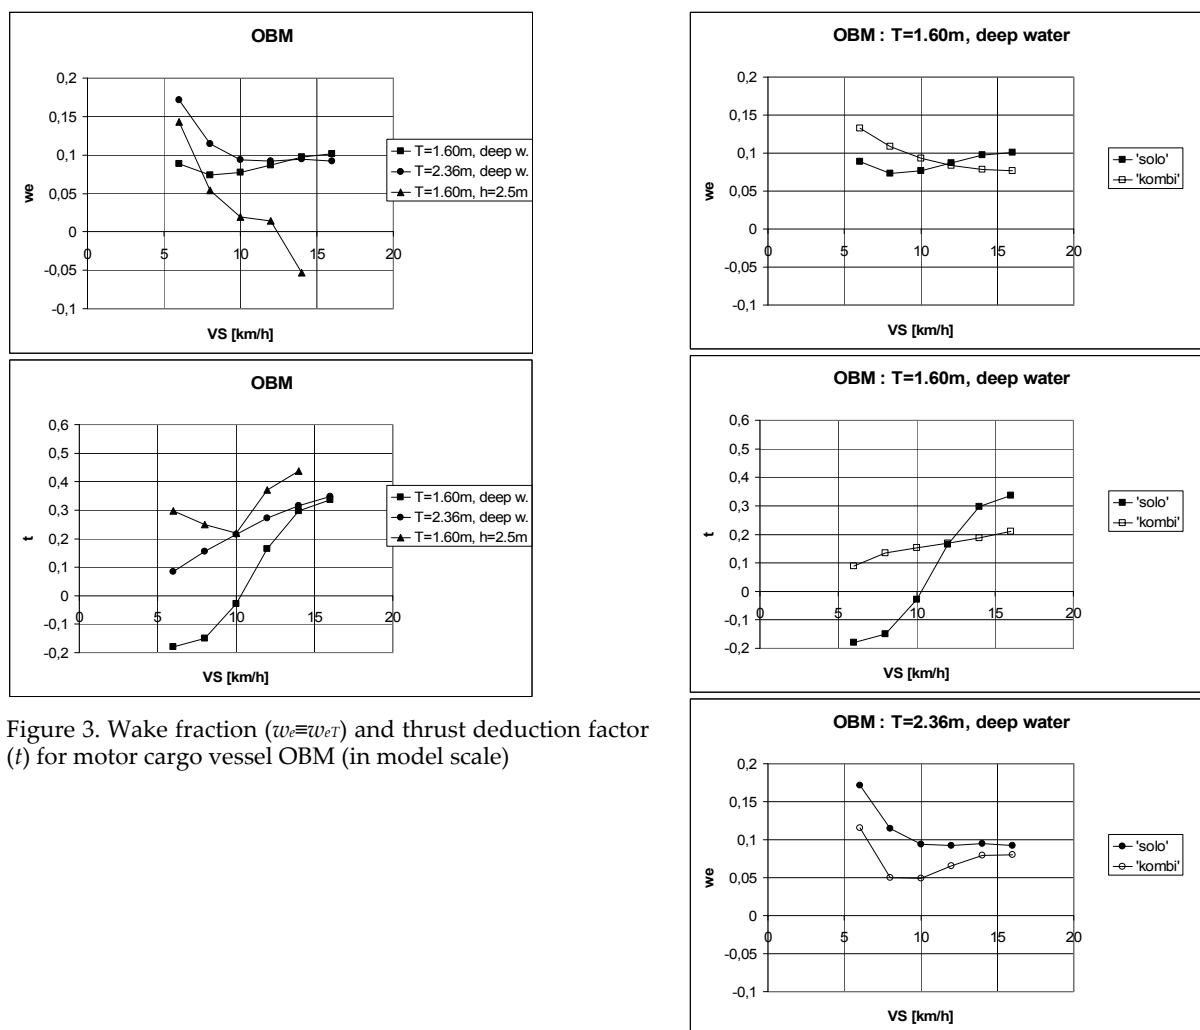 OBM
0,2
0,15
0,1
0,05
0
-0,05
-0,1
0 5 10 15 20
we
VS [km/h]
T=1.60m, deep w.
T=2.36m, deep w.
T=1.60m, h=2.5m
OBM
0,6
0,5
0,4
0,3
0,2
0,1
0
-0,1
-0,2
0 5 10 15 20
t
VS [km/h]
T=1.60m, deep w.
T=2.36m, deep w.
T=1.60m, h=2.5m
Figure 3. Wake fraction (we≡weT) and thrust deduction factor
(t) for motor cargo vessel OBM (in model scale)
OBM : T=1.60m, deep water
0,2
0,15
0,1
0,05
0
-0,05
-0,1
0 5 10 15 20
we
VS [km/h]
'solo'
'kombi'
OBM : T=1.60m, deep water
0,6
0,5
0,4
0,3
0,2
0,1
0
-0,1
-0,2
0 5 10 15 20
t
VS [km/h]
'solo'
'kombi'
OBM : T=2.36m, deep water
0,2
0,15
0,1
0,05
0
-0,05
-0,1
0 5 10 15 20
we
VS [km/h]
'solo'
'kombi'